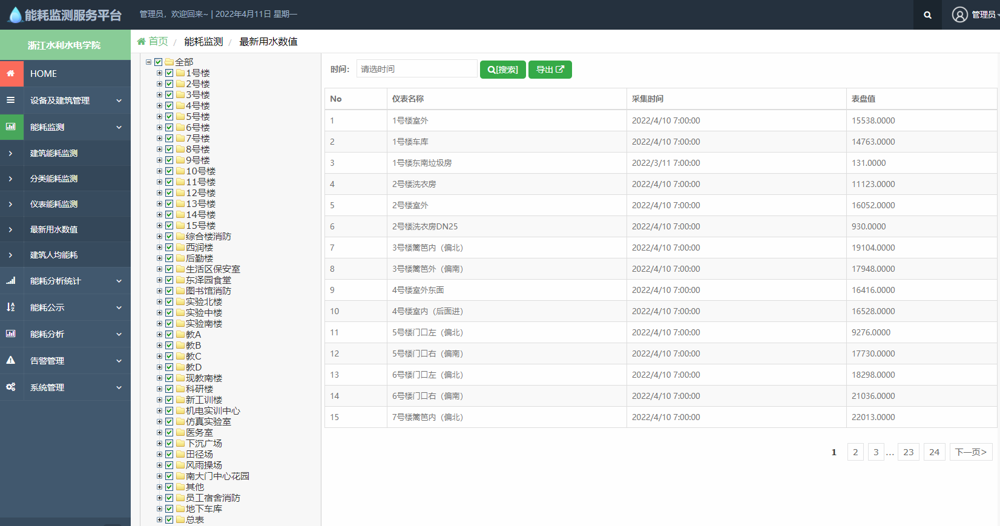 能耗监测服务平台
管理员，欢迎回来~ | 2022年4月11日 星期一
管理员
浙江水利水电学院
HOME
设备及建筑管理
能耗监测
建筑能耗监测
分类能耗监测
仪表能耗监测
最新用水数值
建筑人均能耗
能耗分析统计
能耗公示
能耗分析
告警管理
系统管理
首页 / 能耗监测 / 最新用水数值
全部
1号楼
2号楼
3号楼
4号楼
5号楼
6号楼
7号楼
8号楼
9号楼
10号楼
11号楼
12号楼
13号楼
14号楼
15号楼
综合楼消防
西润楼
后勤楼
生活区保安室
东泽园食堂
图书馆消防
实验北楼
实验中楼
实验南楼
教A
教B
教C
教D
现教南楼
科研楼
新工训楼
机电实训中心
仿真实验室
医务室
下沉广场
田径场
风雨操场
南大门中心花园
其他
员工宿舍消防
地下车库
总表
时间： 请选时间 [搜索] 导出
No 仪表名称 采集时间 表盘值
1 1号楼室外 2022/4/10 7:00:00 15538.0000
2 1号楼车库 2022/4/10 7:00:00 14763.0000
3 1号楼东南垃圾房 2022/3/11 7:00:00 131.0000
4 2号楼洗衣房 2022/4/10 7:00:00 11123.0000
5 2号楼室外 2022/4/10 7:00:00 16052.0000
6 2号楼洗衣房DN25 2022/4/10 7:00:00 930.0000
7 3号楼篱笆内（偏北） 2022/4/10 7:00:00 19104.0000
8 3号楼篱笆外（偏南） 2022/4/10 7:00:00 17948.0000
9 4号楼室外东面 2022/4/10 7:00:00 16416.0000
10 4号楼室内（后面进） 2022/4/10 7:00:00 16528.0000
11 5号楼门口左（偏北） 2022/4/10 7:00:00 9276.0000
12 5号楼门口右（偏南） 2022/4/10 7:00:00 17730.0000
13 6号楼门口左（偏北） 2022/4/10 7:00:00 18298.0000
14 6号楼门口右（偏南） 2022/4/10 7:00:00 21036.0000
15 7号楼篱笆内（偏北） 2022/4/10 7:00:00 22013.0000
1 2 3 ... 23 24 下一页>